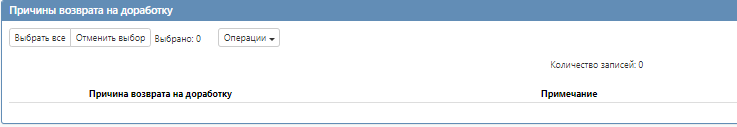 Причины возврата на доработку
Выбрать все Отменить выбор Выбрано: 0 Операции
Количество записей: 0
Причина возврата на доработку Примечание